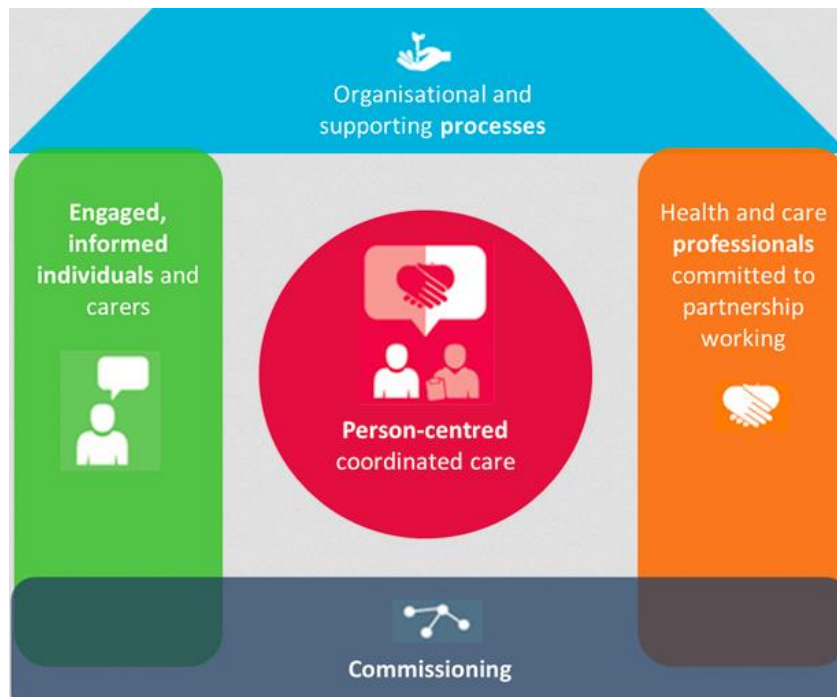 Organisational and
supporting processes
Engaged,
informed
individuals and
carers
Person-centred
coordinated care
Health and care
professionals
committed to
partnership
working
Commissioning